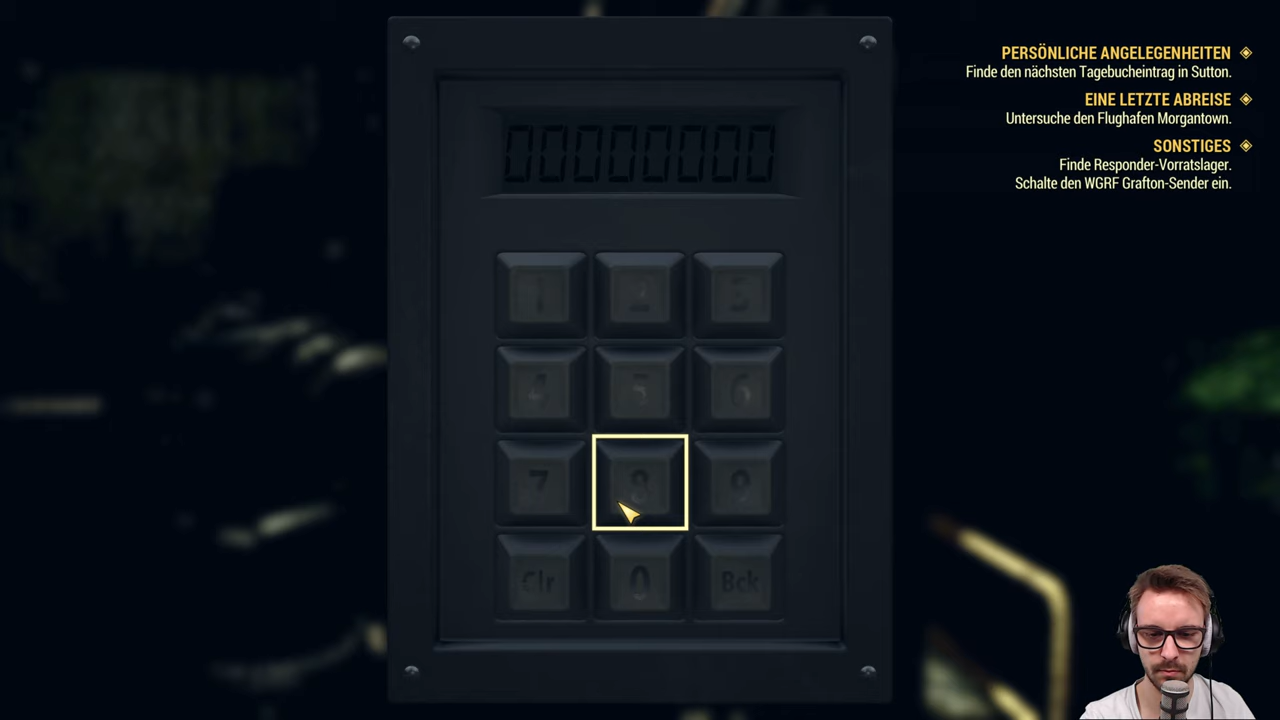 PERSÖNLICHE ANGELEGENHEITEN
Finde den nächsten Tagebucheintrag in Sutton.
EINE LETZTE ABREISE
Untersuche den Flughafen Morgantown.
SONSTIGES
Finde Responder-Vorratslager.
Schalte den WGRF Grafton-Sender ein.
00000000
1 2 3
4 5 6
7 8 9
Clr 0 Bck